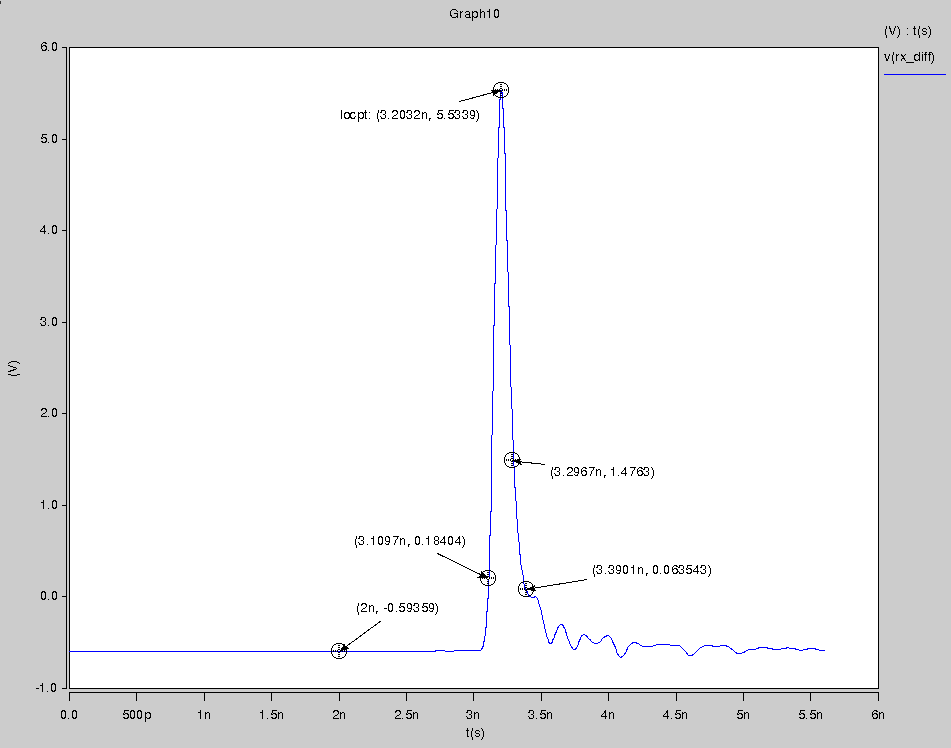 Graph10
(V) : t(s)
v(rx_diff)
6.0
locpt: (3.2032n, 5.5339)
5.0
4.0
3.0
(V)
2.0
(3.2967n, 1.4763)
1.0
(3.1097n, 0.18404)
(3.3901n, 0.063543)
0.0
(2n, -0.59359)
-1.0
0.0 500p 1n 1.5n 2n 2.5n 3n 3.5n 4n 4.5n 5n 5.5n 6n
t(s)